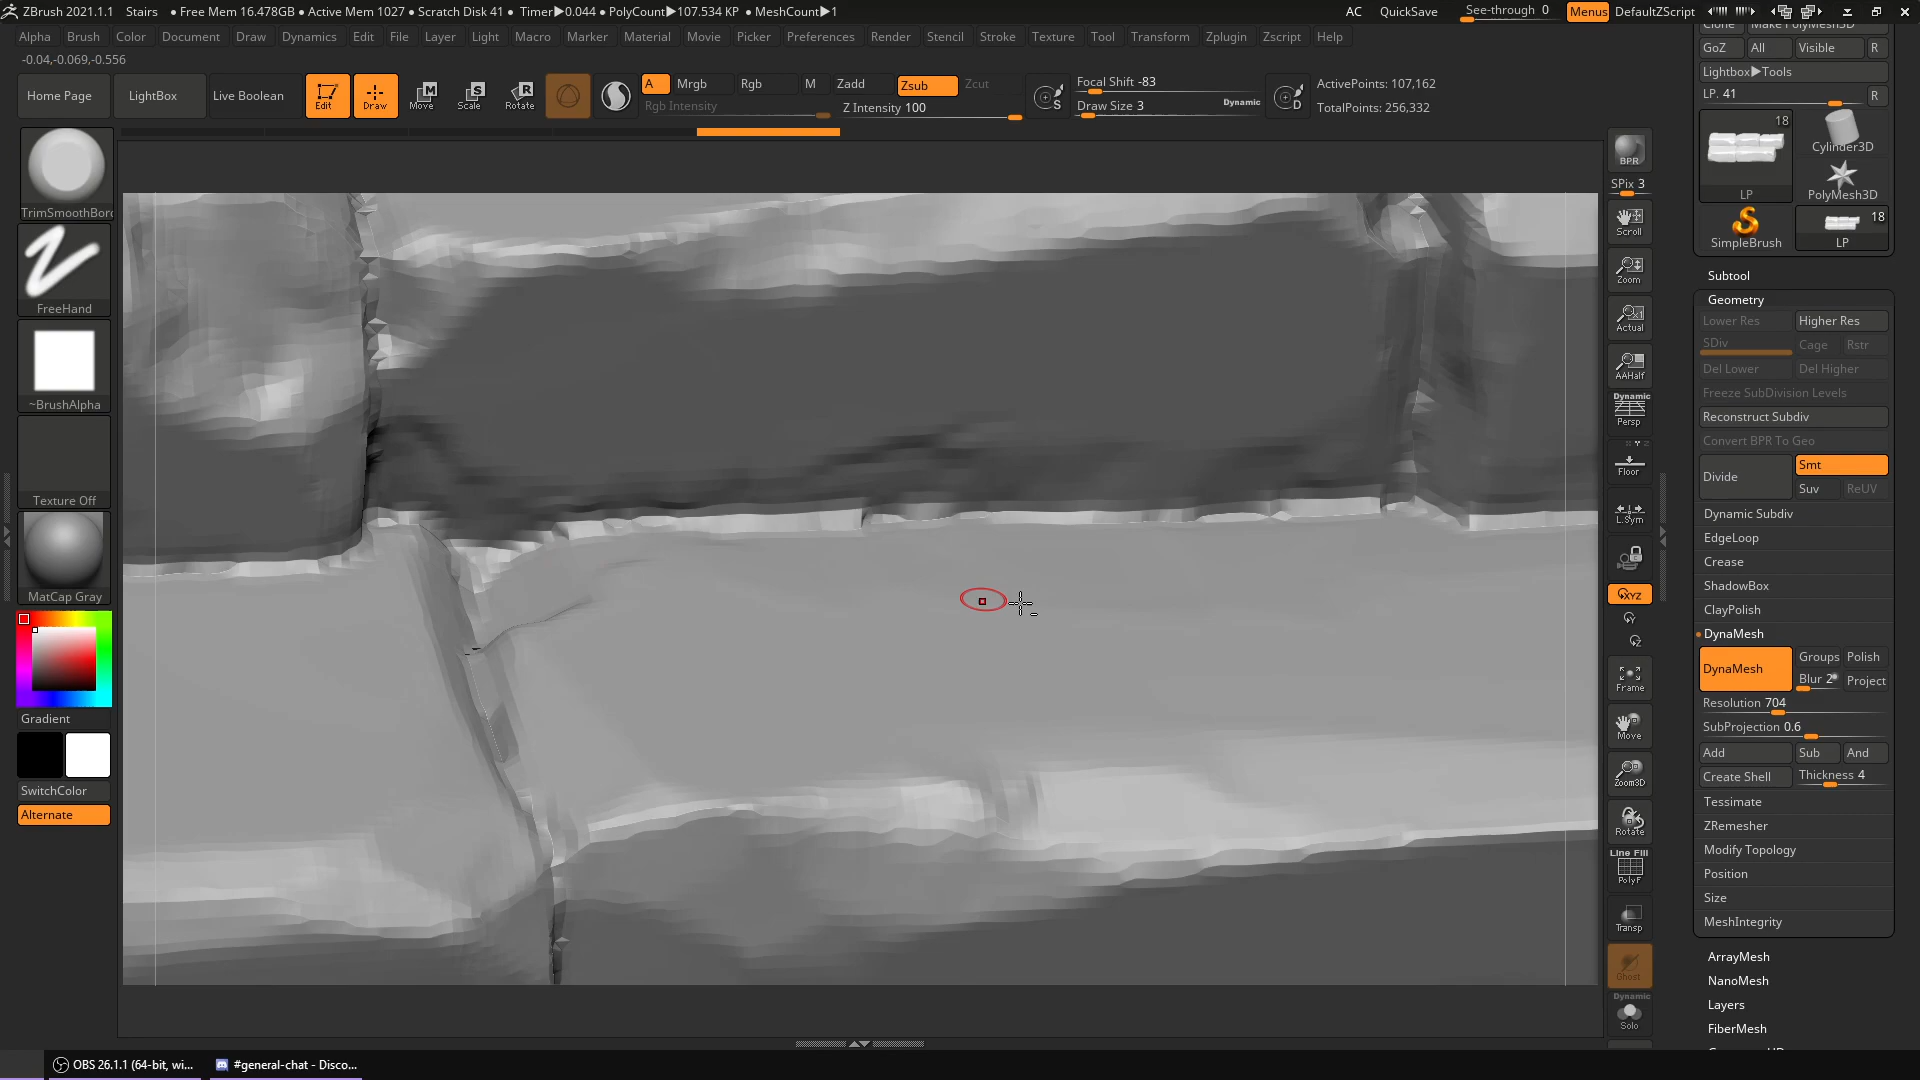 ZBrush 2021.1.1 Stairs • Free Mem 16.478GB • Active Mem 1027 • Scratch Disk 41 • Timer▶0.044 • PolyCount▶107.534 KP • MeshCount▶1 AC QuickSave See-through 0 Menus DefaultZScript
Alpha Brush Color Document Draw Dynamics Edit File Layer Light Macro Marker Material Movie Picker Preferences Render Stencil Stroke Texture Tool Transform Zplugin Zscript Help
-0.04,-0.069,-0.556
Home Page LightBox Live Boolean Edit Draw Move Scale Rotate
M S R
A Mrgb Rgb M Zadd Zsub Zcut
Rgb Intensity Z Intensity 100
S Focal Shift -83
Draw Size 3 Dynamic
D ActivePoints: 107,162
TotalPoints: 256,332
TrimSmoothBorc
FreeHand
~BrushAlpha
Texture Off
MatCap Gray
Gradient
SwitchColor
Alternate
BPR
SPix 3
Scroll
Zoom
Actual
AAHalf
Dynamic
Persp
Floor
L.Sym
XYZ
Y
Z
Frame
Move
Zoom3D
Rotate
Line Fill
PolyF
Transp
Ghost
Dynamic
Solo
GoZ All Visible R
Lightbox▶Tools
LP. 41 R
18
LP
Cylinder3D
PolyMesh3D
SimpleBrush
18
LP
Subtool
Geometry
Lower Res Higher Res
SDiv Cage Rstr
Del Lower Del Higher
Freeze SubDivision Levels
Reconstruct Subdiv
Convert BPR To Geo
Divide Smt
Suv ReUV
Dynamic Subdiv
EdgeLoop
Crease
ShadowBox
ClayPolish
DynaMesh
DynaMesh Groups Polish
Blur 2 Project
Resolution 704
SubProjection 0.6
Add Sub And
Create Shell Thickness 4
Tessimate
ZRemesher
Modify Topology
Position
Size
MeshIntegrity
ArrayMesh
NanoMesh
Layers
FiberMesh
OBS 26.1.1 (64-bit, wi... #general-chat - Disco...